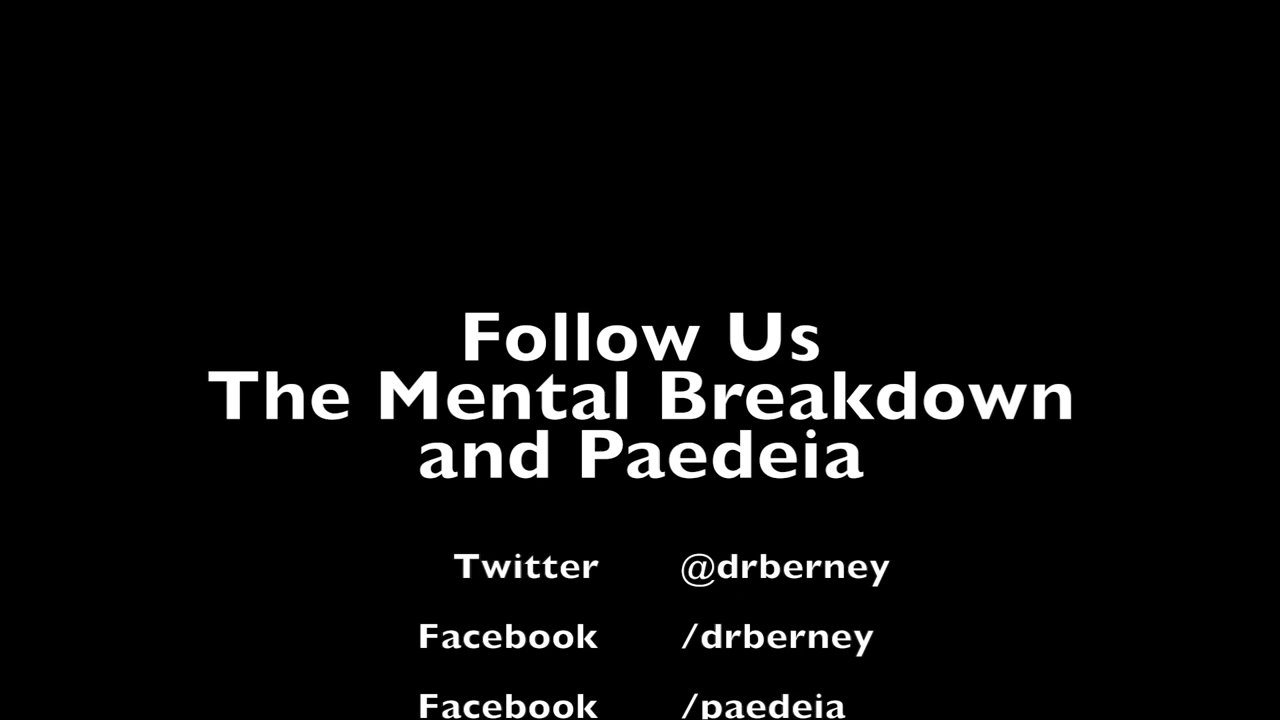 Follow Us
The Mental Breakdown
and Paedeia
Twitter @drberney
Facebook /drberney
Facebook /paedeia